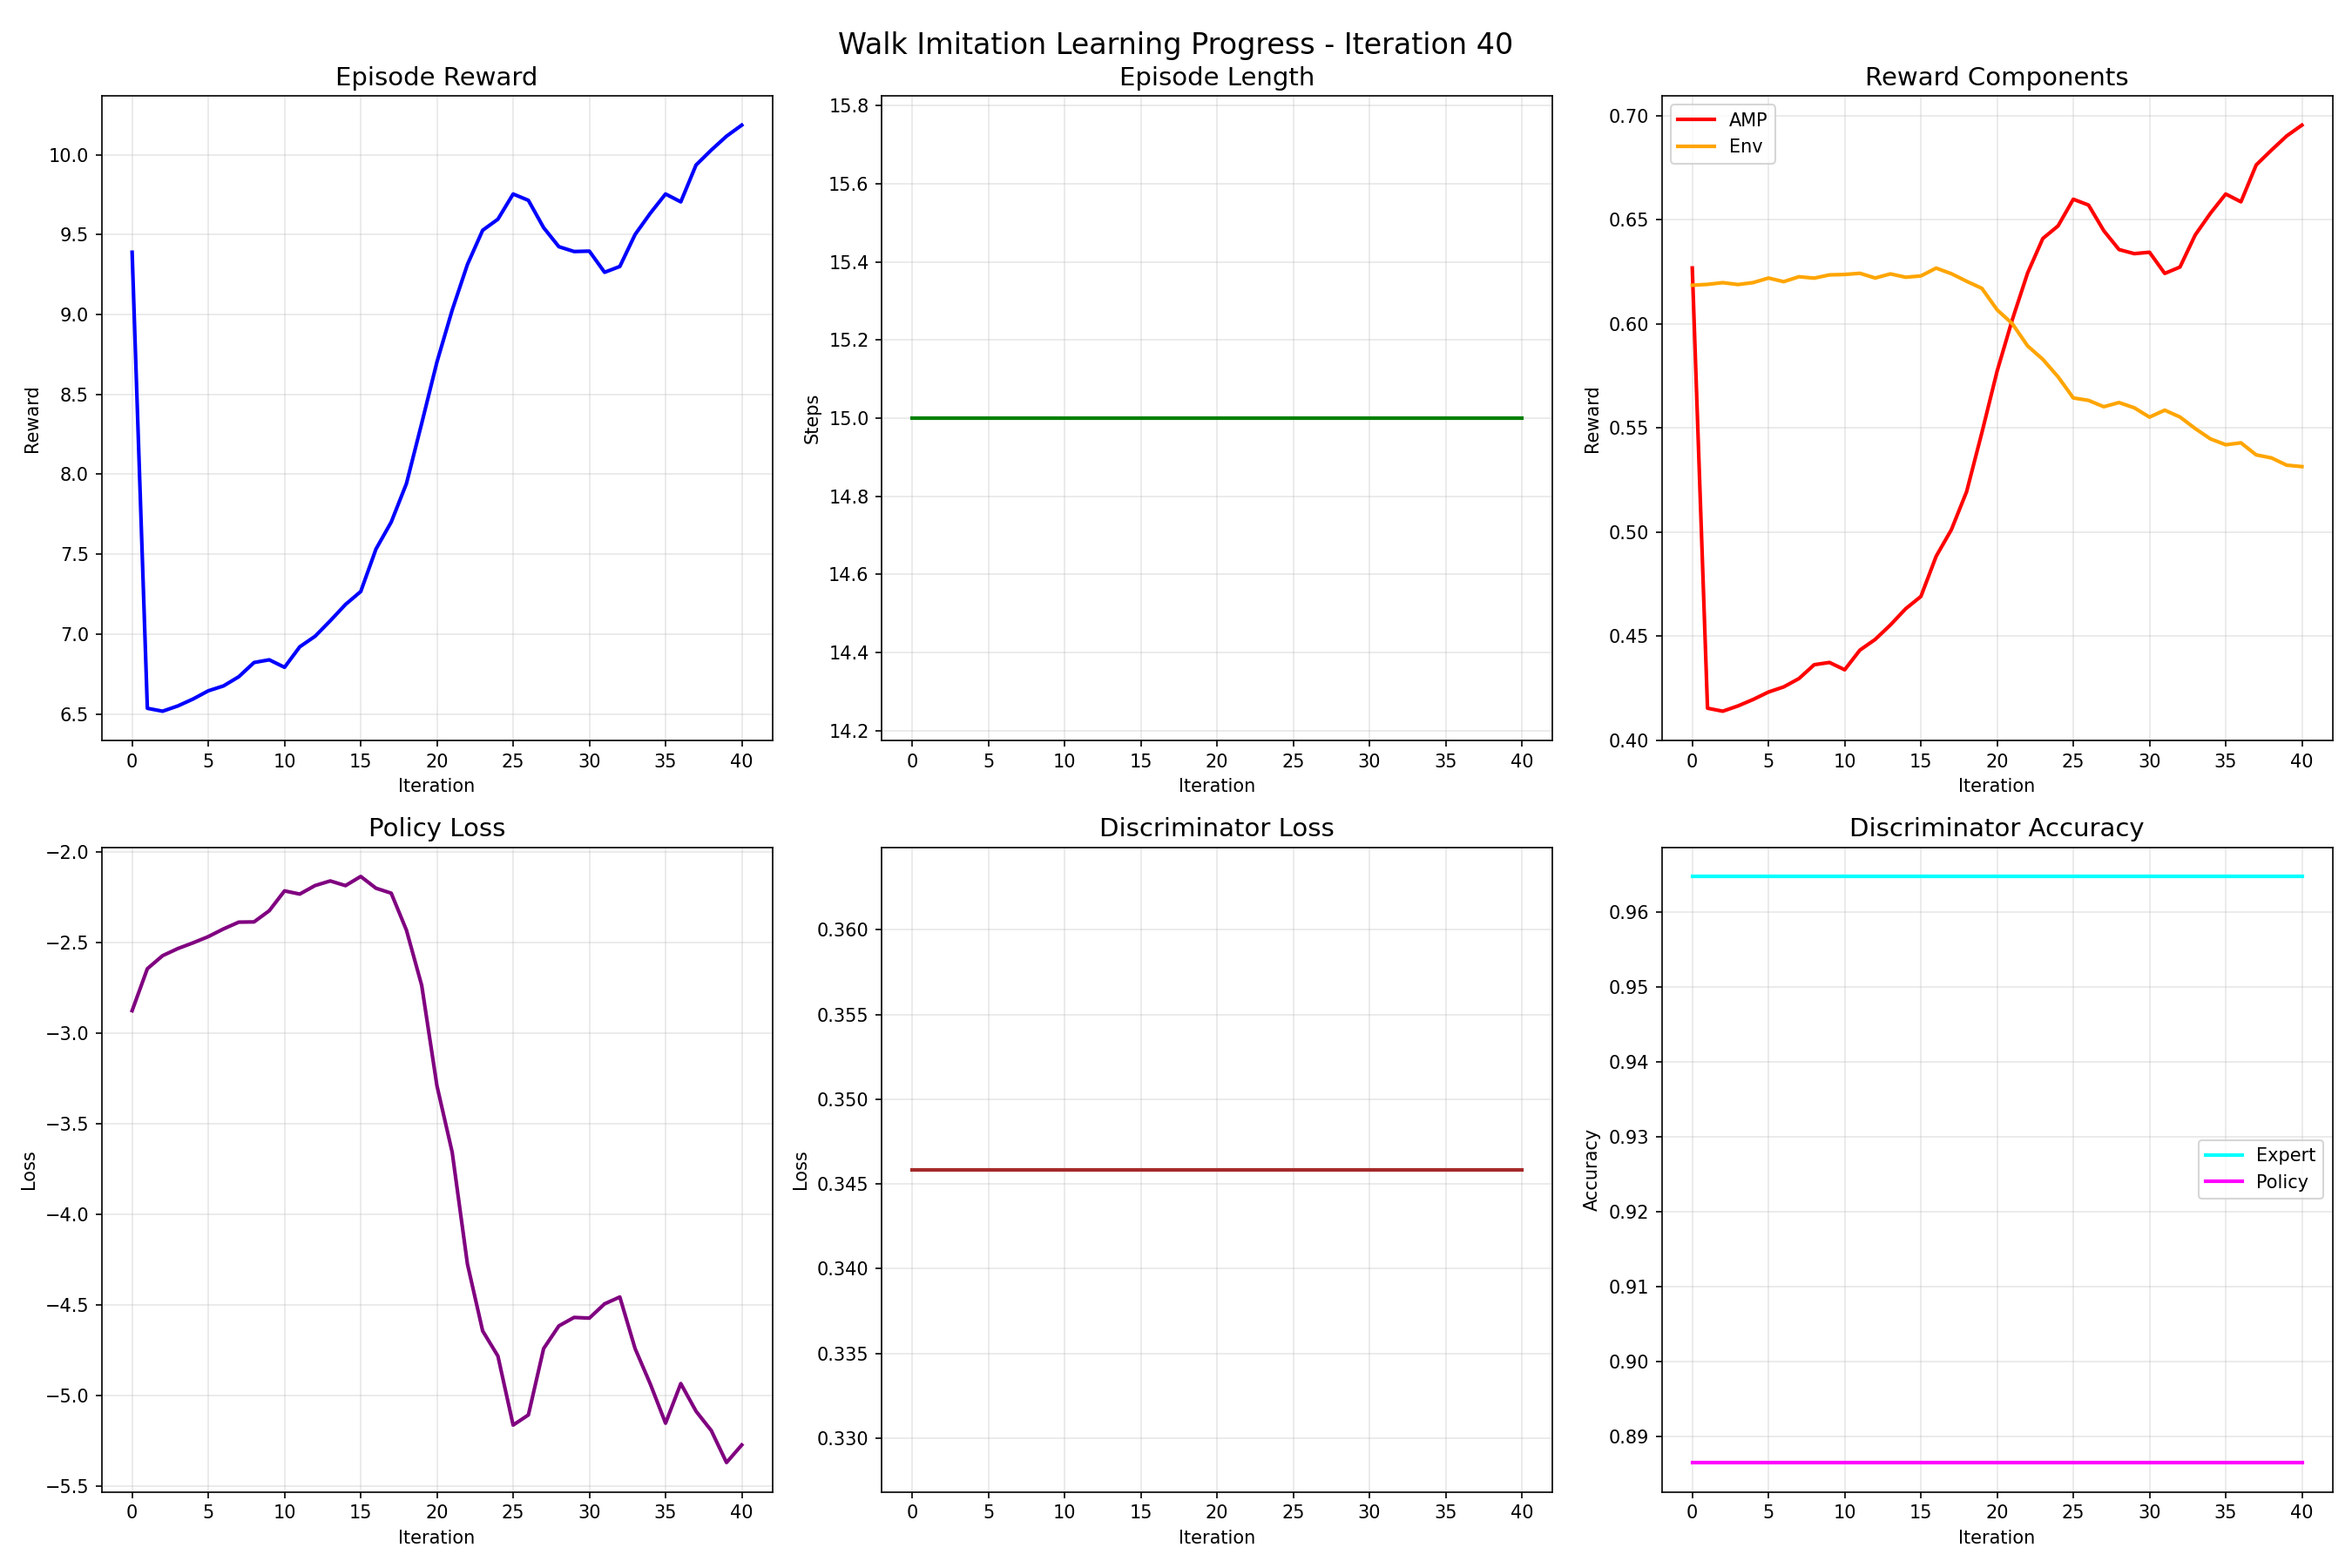 Walk Imitation Learning Progress - Iteration 40
Episode Reward
Reward
10.0
9.5
9.0
8.5
8.0
7.5
7.0
6.5
0 5 10 15 20 25 30 35 40
Iteration
Episode Length
Steps
15.8
15.6
15.4
15.2
15.0
14.8
14.6
14.4
14.2
0 5 10 15 20 25 30 35 40
Iteration
Reward Components
AMP
Env
Reward
0.70
0.65
0.60
0.55
0.50
0.45
0.40
0 5 10 15 20 25 30 35 40
Iteration
Policy Loss
Loss
−2.0
−2.5
−3.0
−3.5
−4.0
−4.5
−5.0
−5.5
0 5 10 15 20 25 30 35 40
Iteration
Discriminator Loss
Loss
0.360
0.355
0.350
0.345
0.340
0.335
0.330
0 5 10 15 20 25 30 35 40
Iteration
Discriminator Accuracy
Accuracy
0.96
0.95
0.94
0.93
0.92
0.91
0.90
0.89
Expert
Policy
0 5 10 15 20 25 30 35 40
Iteration